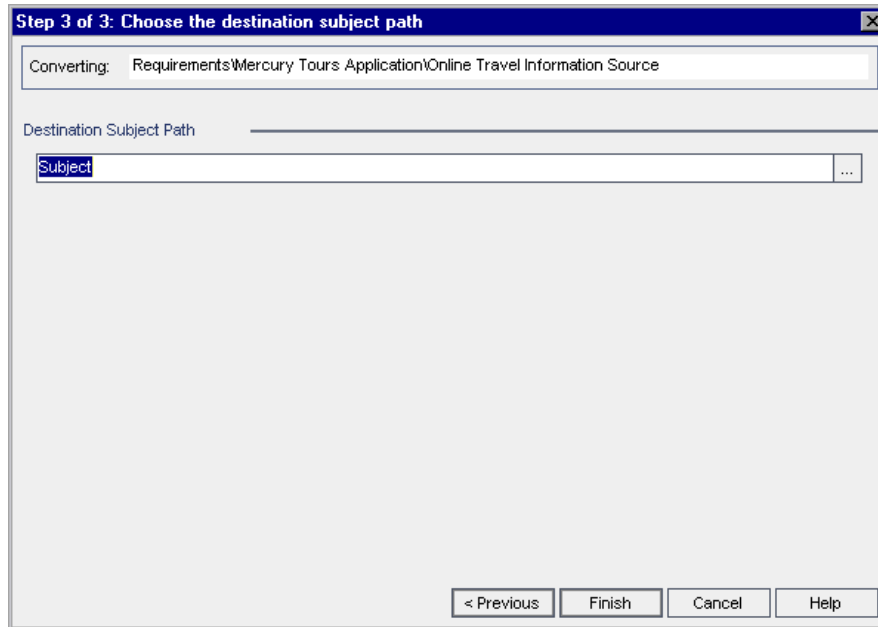 Step 3 of 3: Choose the destination subject path
Converting: Requirements\Mercury Tours Application\Online Travel Information Source
Destination Subject Path
Subject
...
< Previous Finish Cancel Help